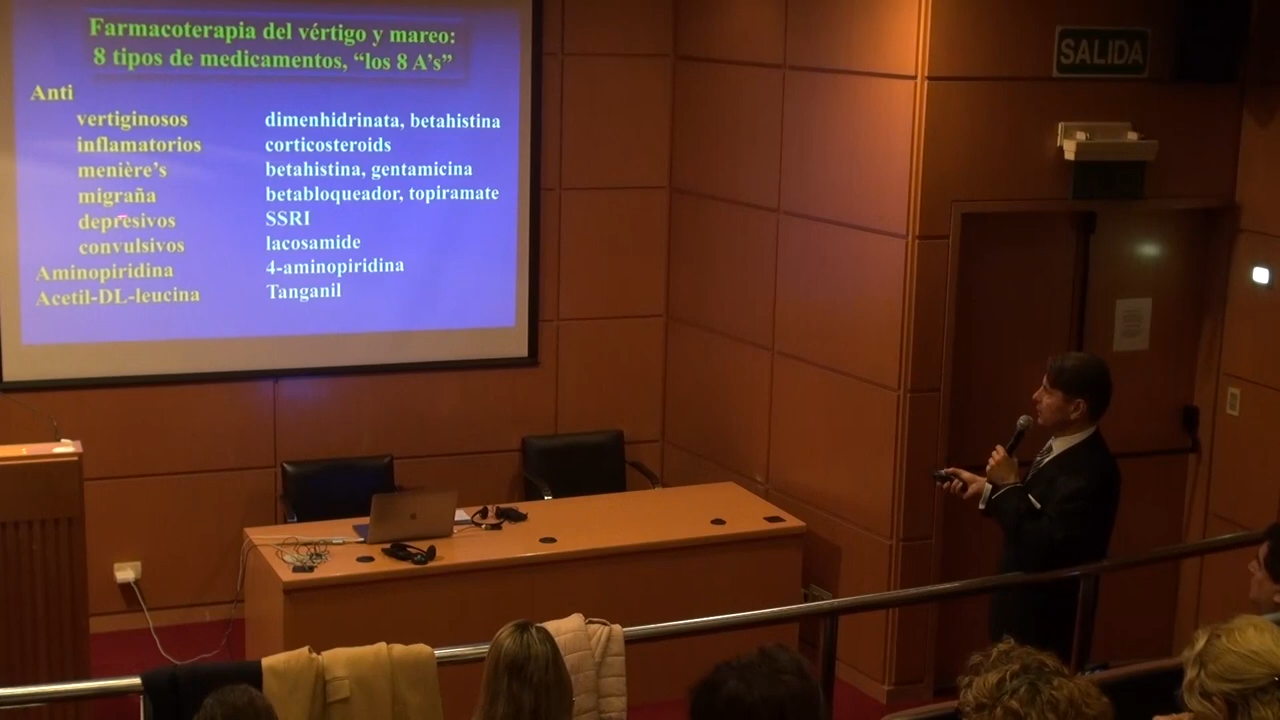 Farmacoterapia del vértigo y mareo:
8 tipos de medicamentos, “los 8 A’s”
Anti
vertiginosos dimenhidrinata, betahistina
inflamatorios corticosteroids
menière’s betahistina, gentamicina
migraña betabloqueador, topiramate
depresivos SSRI
convulsivos lacosamide
Aminopiridina 4-aminopiridina
Acetil-DL-leucina Tanganil
SALIDA